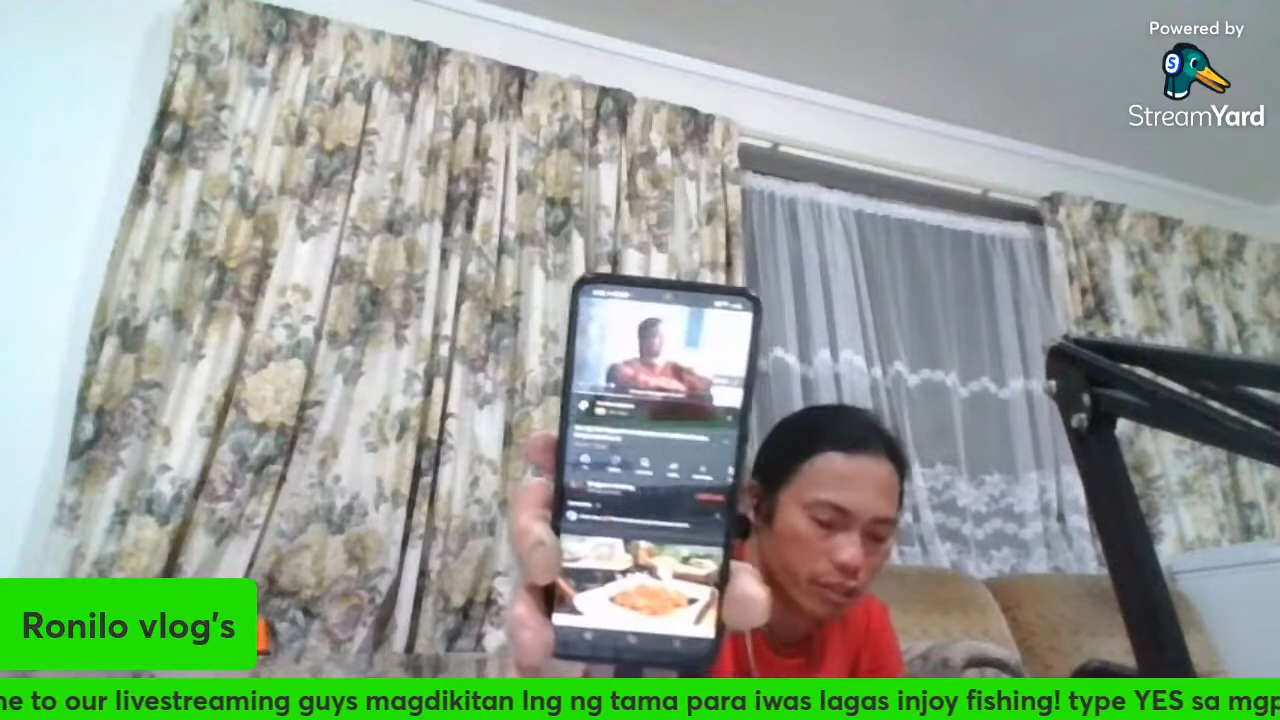 Powered by
S
StreamYard
Ronilo vlog's
ne to our livestreaming guys magdikitan lng ng tama para iwas lagas injoy fishing! type YES sa mgp